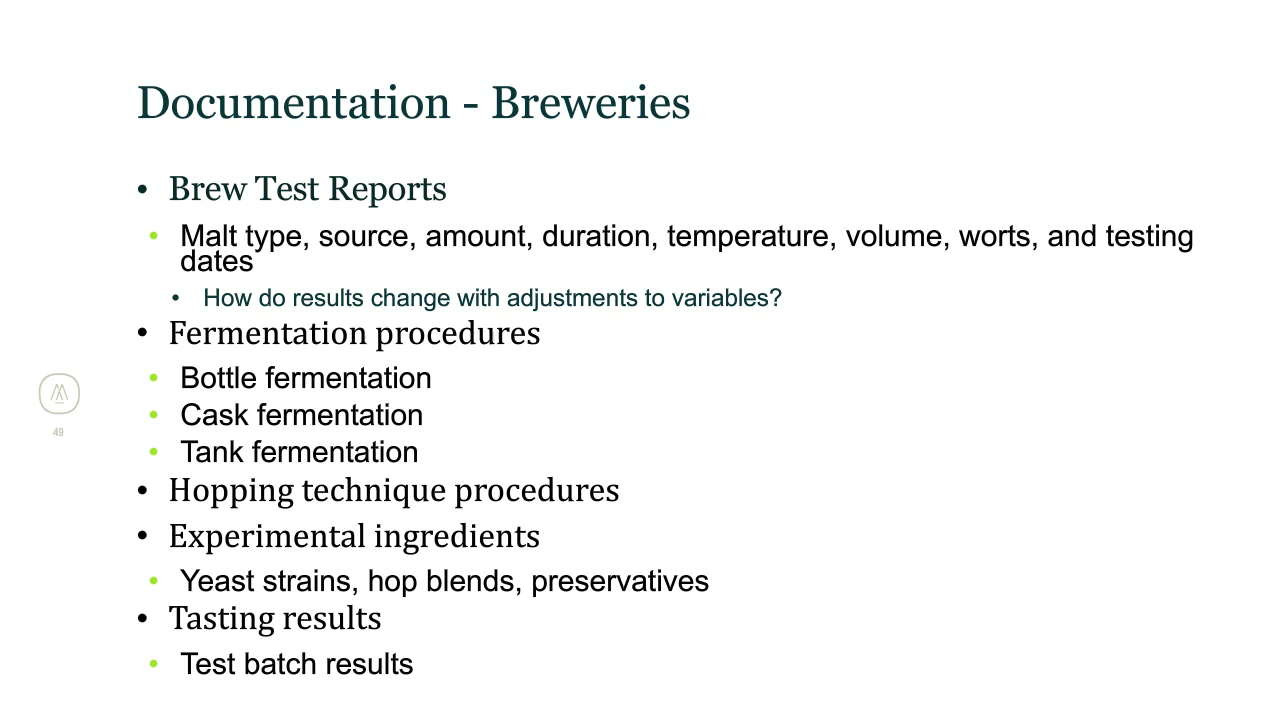 Documentation - Breweries
• Brew Test Reports
• Malt type, source, amount, duration, temperature, volume, worts, and testing
dates
• How do results change with adjustments to variables?
• Fermentation procedures
• Bottle fermentation
• Cask fermentation
• Tank fermentation
49
• Hopping technique procedures
• Experimental ingredients
• Yeast strains, hop blends, preservatives
• Tasting results
• Test batch results